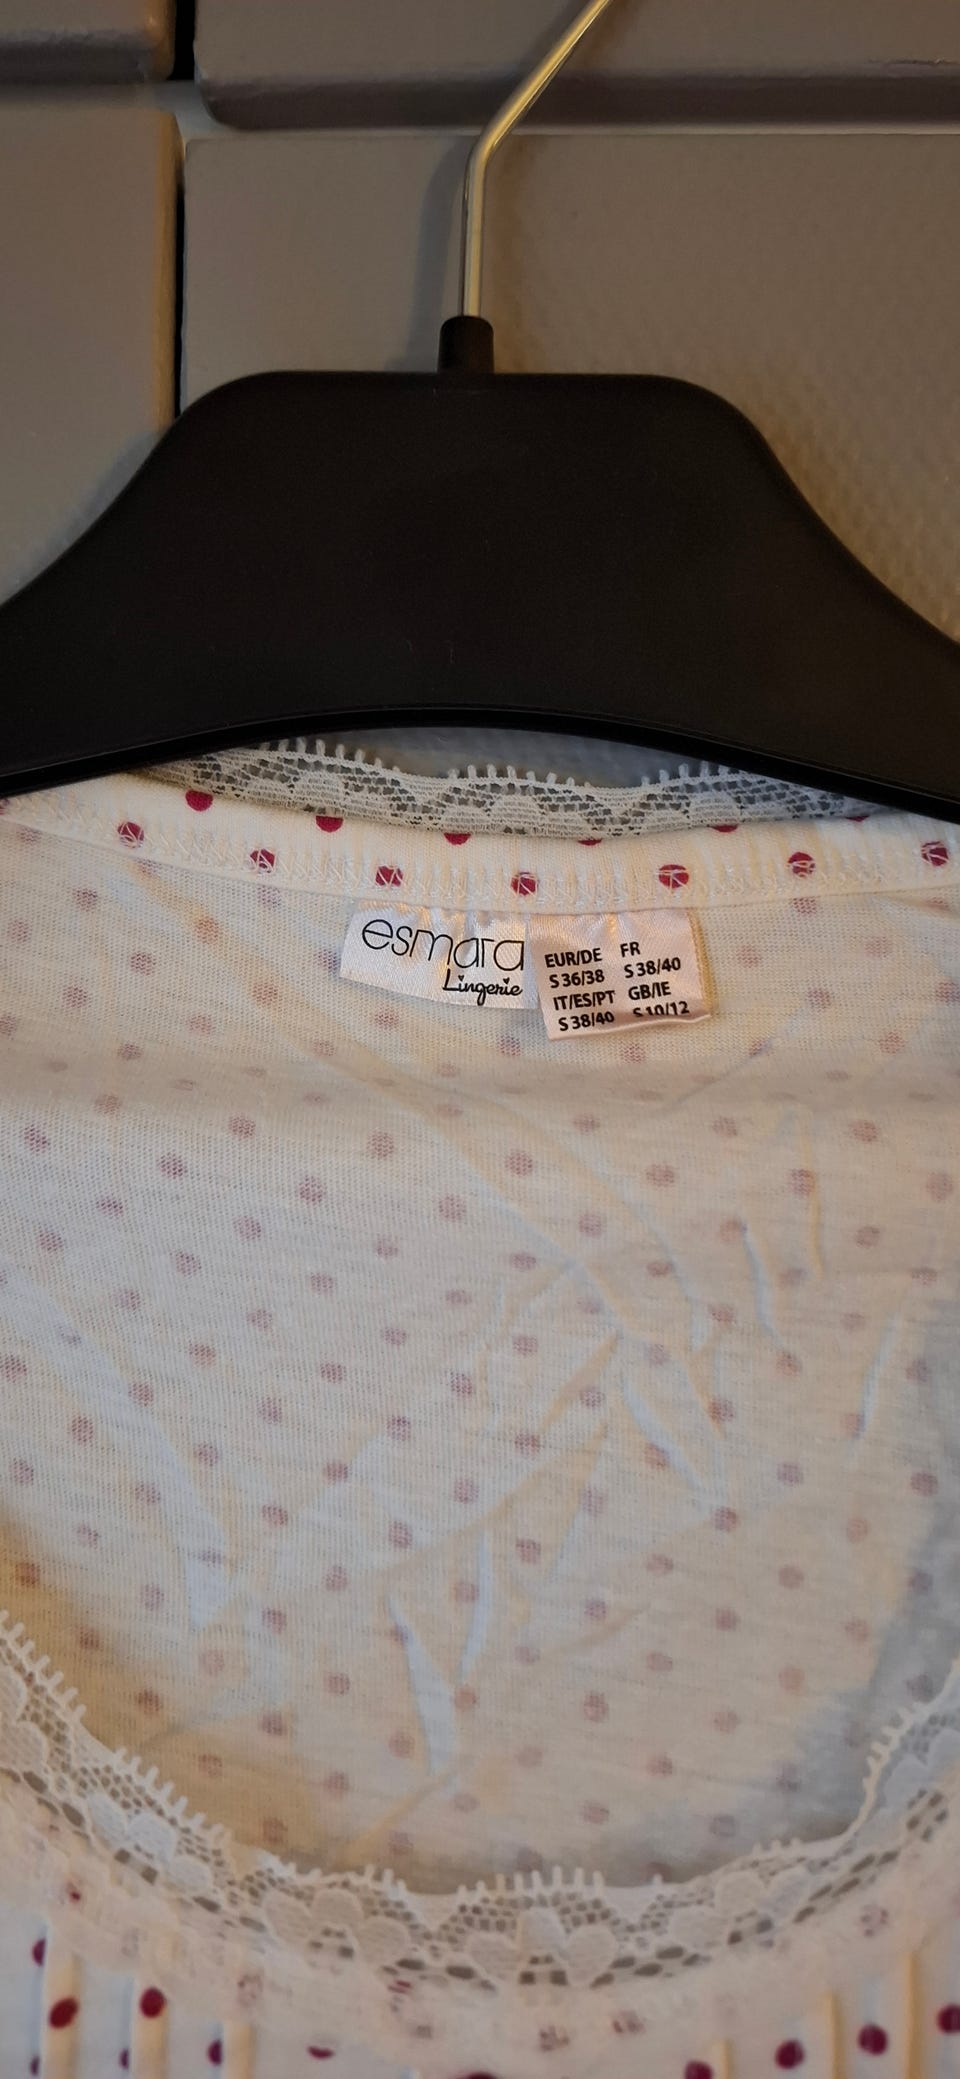 esmara
Lingerie
EUR/DE FR
S 36/38 S 38/40
IT/ES/PT GB/IE
S 38/40 S 10/12